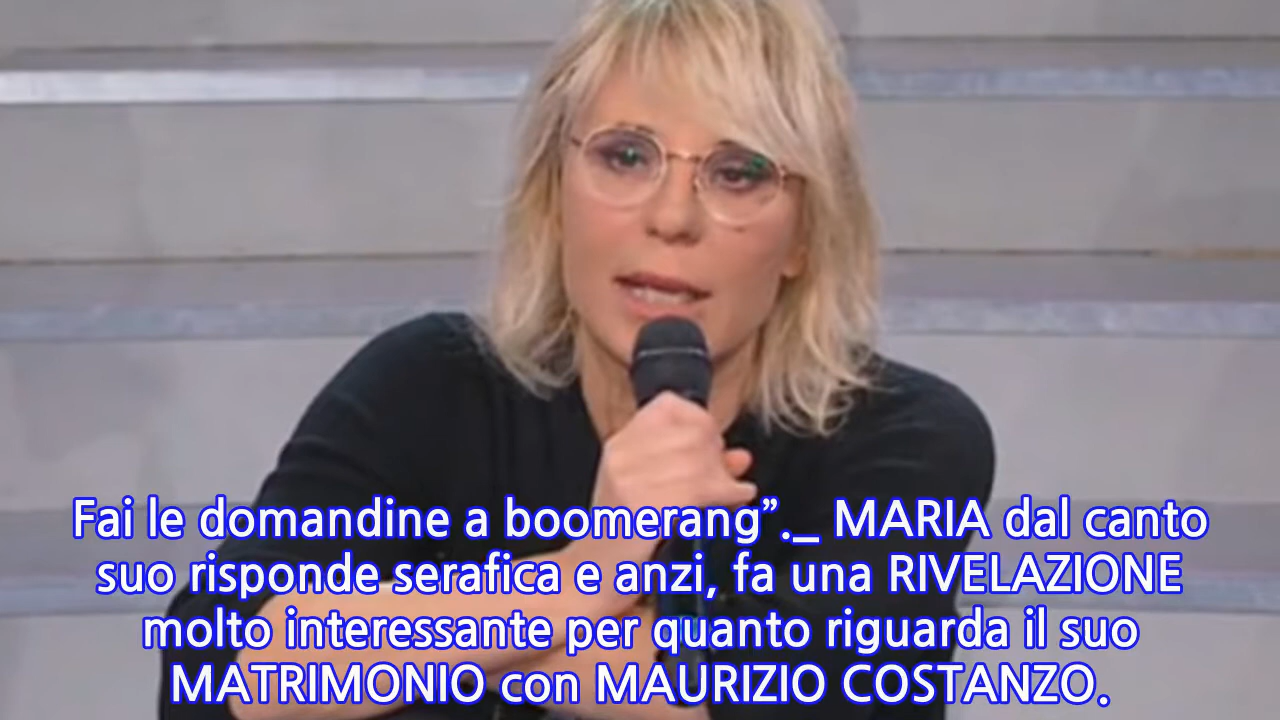 Fai le domandine a boomerang”._ MARIA dal canto
suo risponde serafica e anzi, fa una RIVELAZIONE
molto interessante per quanto riguarda il suo
MATRIMONIO con MAURIZIO COSTANZO.